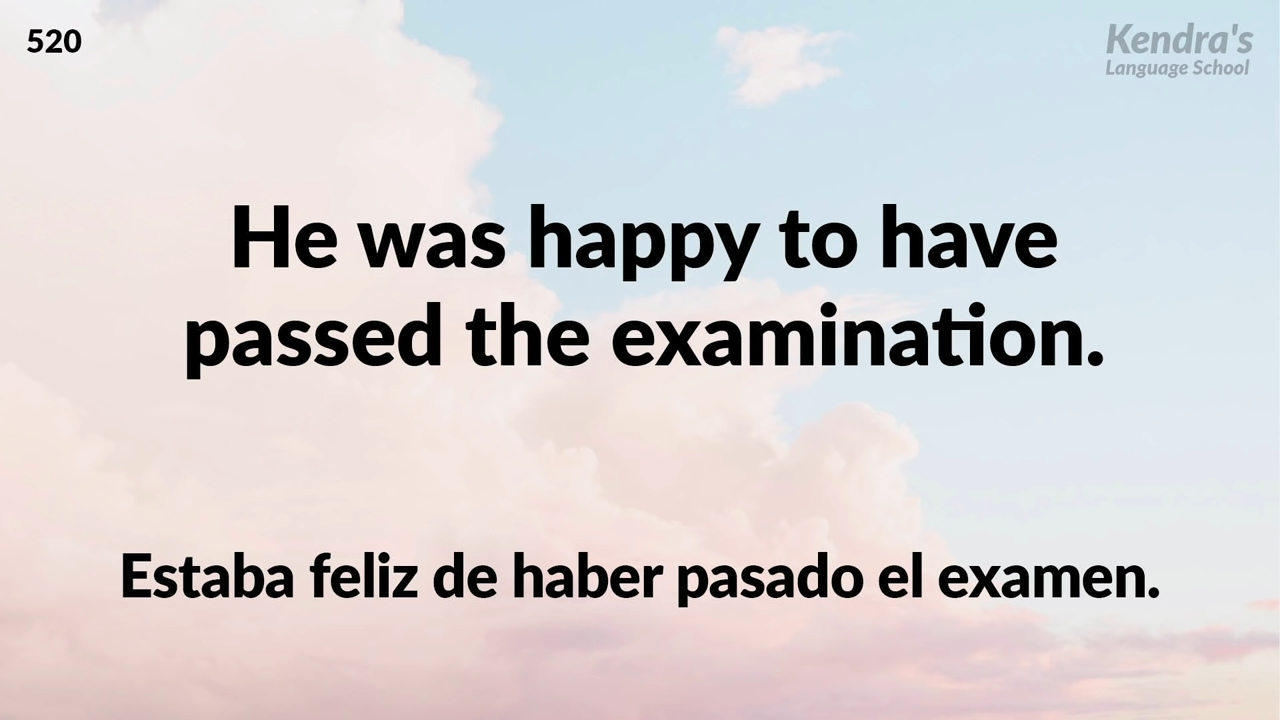 520
Kendra's
Language School
He was happy to have
passed the examination.
Estaba feliz de haber pasado el examen.